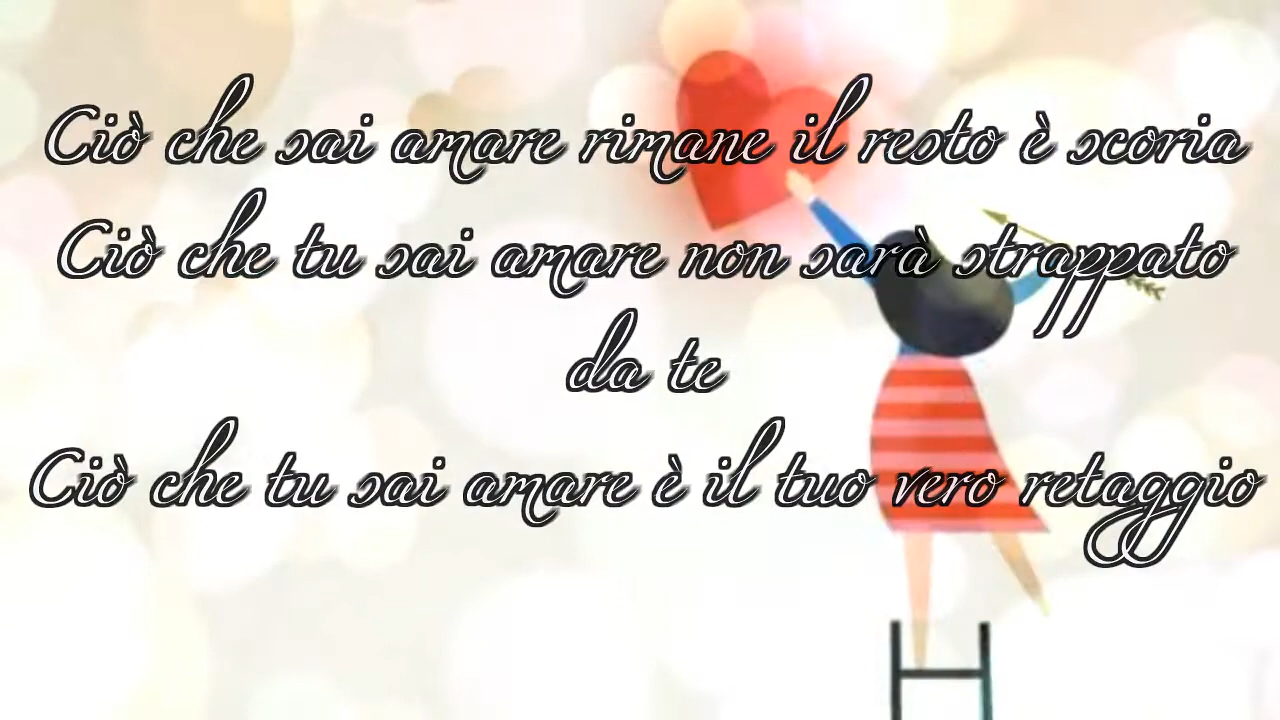 Ciò che sai amare rimane il resto è scoria
Ciò che tu sai amare non sarà strappato
da te
Ciò che tu sai amare è il tuo vero retaggio